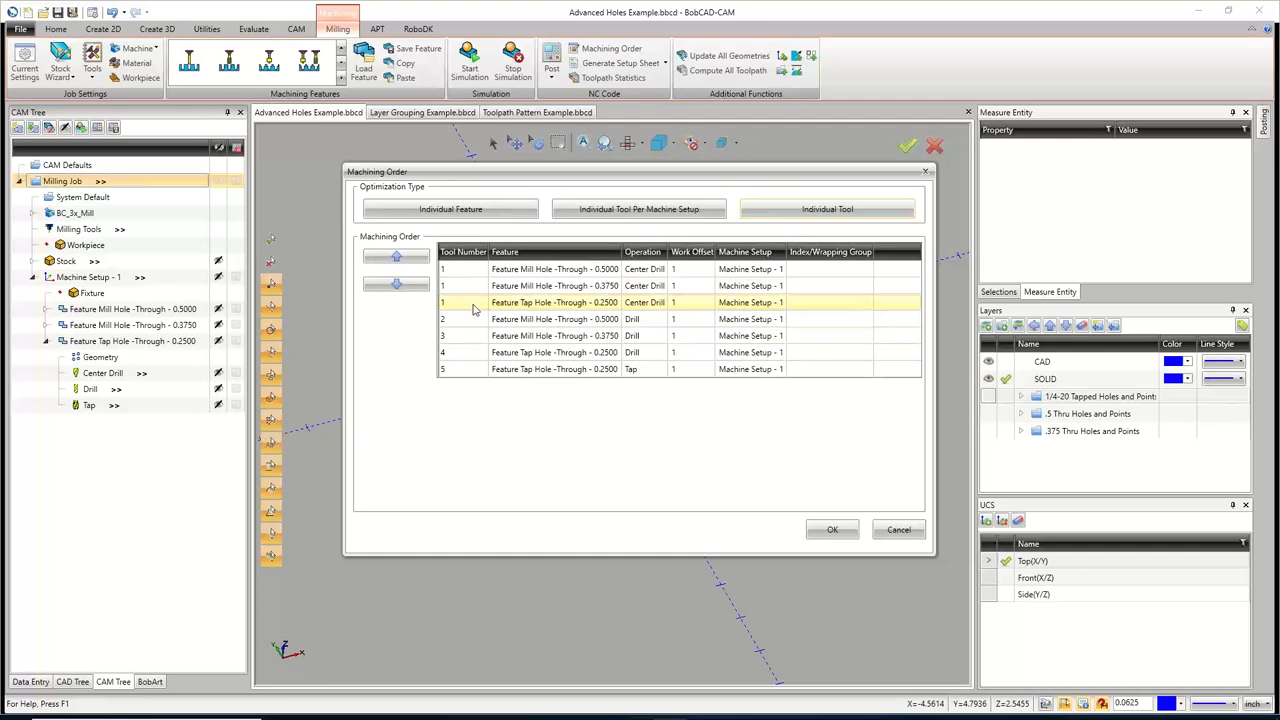 Advanced Holes Example.bbcd - BobCAD-CAM
Machining
File Home Create 2D Create 3D Utilities Evaluate CAM Milling APT RoboDK
Current Settings
Stock Wizard
Tools
Machine
Material
Workpiece
Job Settings
Load Feature
Save Feature
Copy
Paste
Machining Features
Start Simulation
Stop Simulation
Simulation
Post
Machining Order
Generate Setup Sheet
Toolpath Statistics
NC Code
Update All Geometries
Compute All Toolpath
Additional Functions
CAM Tree
CAM Defaults
Milling Job >>
System Default
BC_3x_Mill
Milling Tools >>
Workpiece
Stock >>
Machine Setup - 1 >>
Fixture
Feature Mill Hole -Through - 0.5000
Feature Mill Hole -Through - 0.3750
Feature Tap Hole -Through - 0.2500
Geometry
Center Drill >>
Drill >>
Tap >>
Data Entry CAD Tree CAM Tree BobArt
Advanced Holes Example.bbcd Layer Grouping Example.bbcd Toolpath Pattern Example.bbcd
Machining Order
Optimization Type
Individual Feature Individual Tool Per Machine Setup Individual Tool
Machining Order
Tool Number Feature Operation Work Offset Machine Setup Index/Wrapping Group
1 Feature Mill Hole -Through - 0.5000 Center Drill 1 Machine Setup - 1
1 Feature Mill Hole -Through - 0.3750 Center Drill 1 Machine Setup - 1
1 Feature Tap Hole -Through - 0.2500 Center Drill 1 Machine Setup - 1
2 Feature Mill Hole -Through - 0.5000 Drill 1 Machine Setup - 1
3 Feature Mill Hole -Through - 0.3750 Drill 1 Machine Setup - 1
4 Feature Tap Hole -Through - 0.2500 Drill 1 Machine Setup - 1
5 Feature Tap Hole -Through - 0.2500 Tap 1 Machine Setup - 1
OK Cancel
Z
Y
X
Measure Entity
Property Value
Selections Measure Entity
Layers
Name Color Line Style
CAD
SOLID
1/4-20 Tapped Holes and Points
.5 Thru Holes and Points
.375 Thru Holes and Points
UCS
Name
Top(X/Y)
Front(X/Z)
Side(Y/Z)
Posting
For Help, Press F1
X=-4.5614 Y=4.7936 Z=2.5455 0.0625 inch